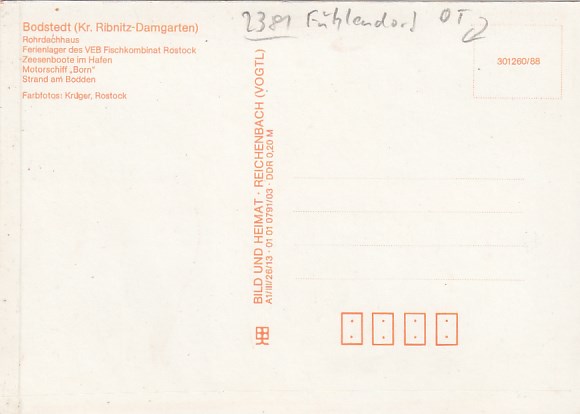 2381 Fuhlendorf OT
Bodstedt (Kr. Ribnitz-Damgarten)
Rohrdachhaus
Ferienlager des VEB Fischkombinat Rostock
Zeesenboote im Hafen
Motorschiff „Born"
Strand am Bodden
Farbfotos: Krüger, Rostock
301260/88
BILD UND HEIMAT · REICHENBACH (VOGTL)
A1/III/26/13 · 01 01 0791/03 · DDR 0,20 M